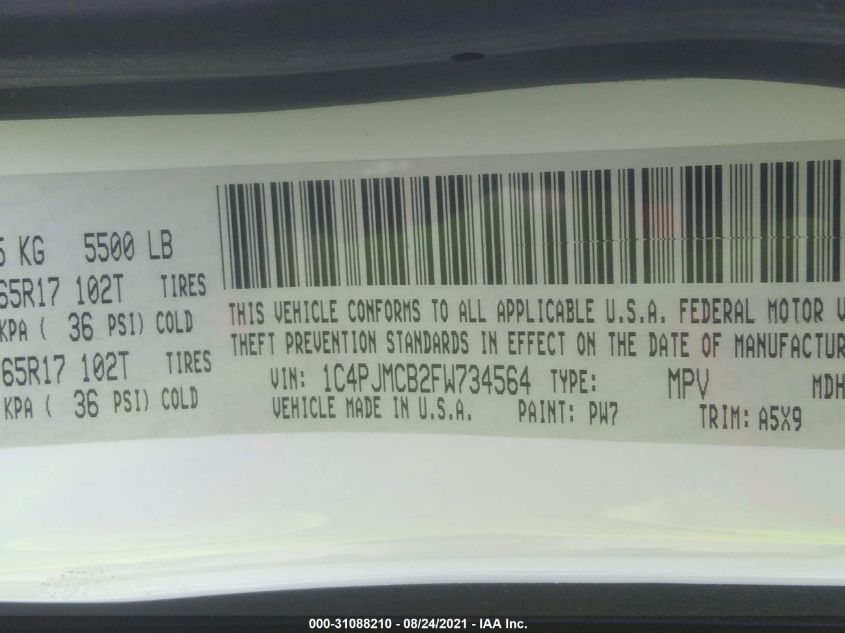 5 KG 5500 LB
65R17 102T TIRES
KPA ( 36 PSI) COLD
65R17 102T TIRES
KPA ( 36 PSI) COLD
THIS VEHICLE CONFORMS TO ALL APPLICABLE U.S.A. FEDERAL MOTOR V
THEFT PREVENTION STANDARDS IN EFFECT ON THE DATE OF MANUFACTUR
VIN: 1C4PJMCB2FW734564 TYPE: MPV MDH
VEHICLE MADE IN U.S.A. PAINT: PW7 TRIM: A5X9
000-31088210 - 08/24/2021 - IAA Inc.